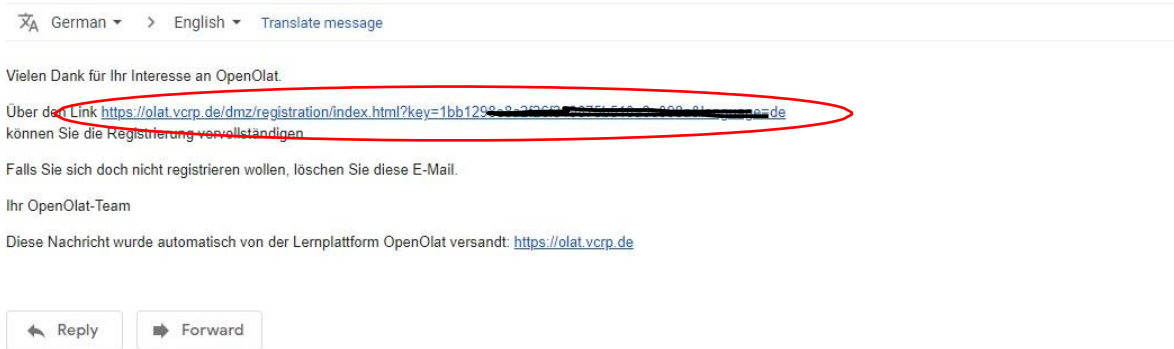 German > English Translate message
Vielen Dank für Ihr Interesse an OpenOlat.
Über den Link https://olat.vcrp.de/dmz/registration/index.html?key=1bb129 =de
können Sie die Registrierung vervollständigen
Falls Sie sich doch nicht registrieren wollen, löschen Sie diese E-Mail.
Ihr OpenOlat-Team
Diese Nachricht wurde automatisch von der Lernplattform OpenOlat versandt: https://olat.vcrp.de
Reply Forward